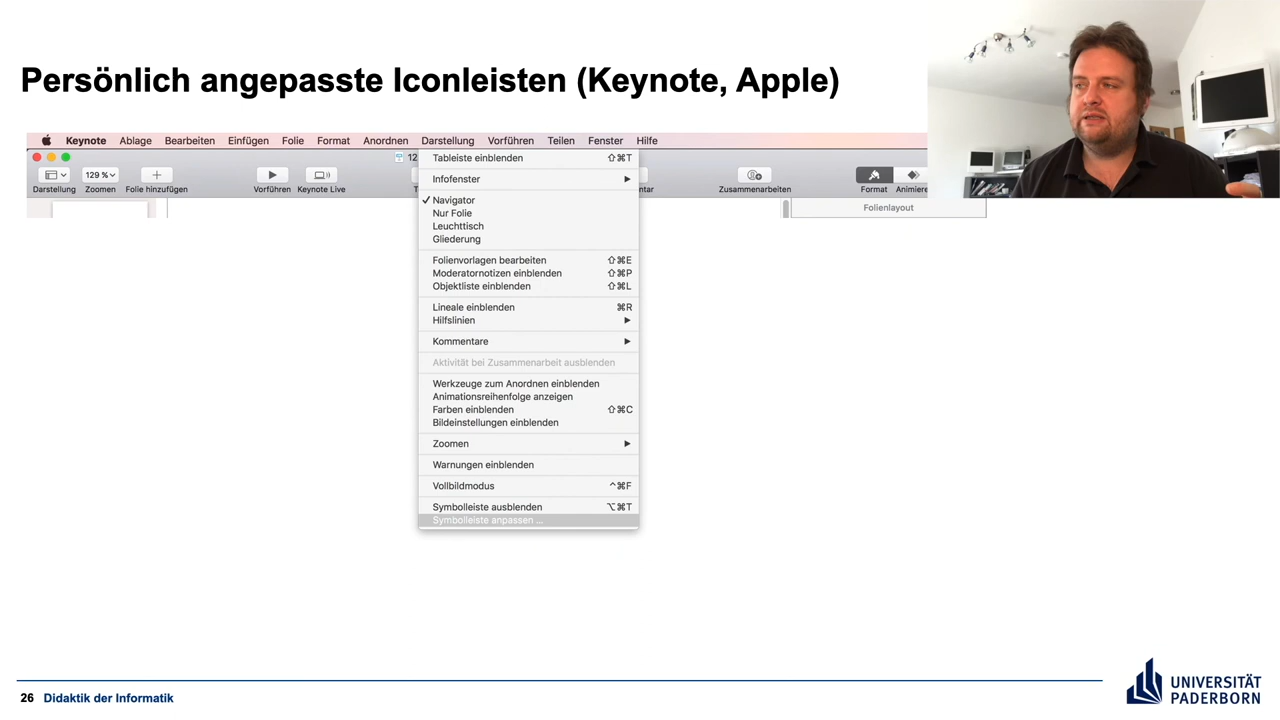 Persönlich angepasste Iconleisten (Keynote, Apple)
Keynote Ablage Bearbeiten Einfügen Folie Format Anordnen Darstellung Vorführen Teilen Fenster Hilfe
12
129 %
Darstellung Zoomen Folie hinzufügen Vorführen Keynote Live T ntar Zusammenarbeiten Format Animiere
Folienlayout
Tableiste einblenden ⇧⌘T
Infofenster
✓ Navigator
Nur Folie
Leuchttisch
Gliederung
Folienvorlagen bearbeiten ⇧⌘E
Moderatornotizen einblenden ⇧⌘P
Objektliste einblenden ⇧⌘L
Lineale einblenden ⌘R
Hilfslinien
Kommentare
Aktivität bei Zusammenarbeit ausblenden
Werkzeuge zum Anordnen einblenden
Animationsreihenfolge anzeigen
Farben einblenden ⇧⌘C
Bildeinstellungen einblenden
Zoomen
Warnungen einblenden
Vollbildmodus ^⌘F
Symbolleiste ausblenden ⌥⌘T
Symbolleiste anpassen ...
26 Didaktik der Informatik
UNIVERSITÄT
PADERBORN